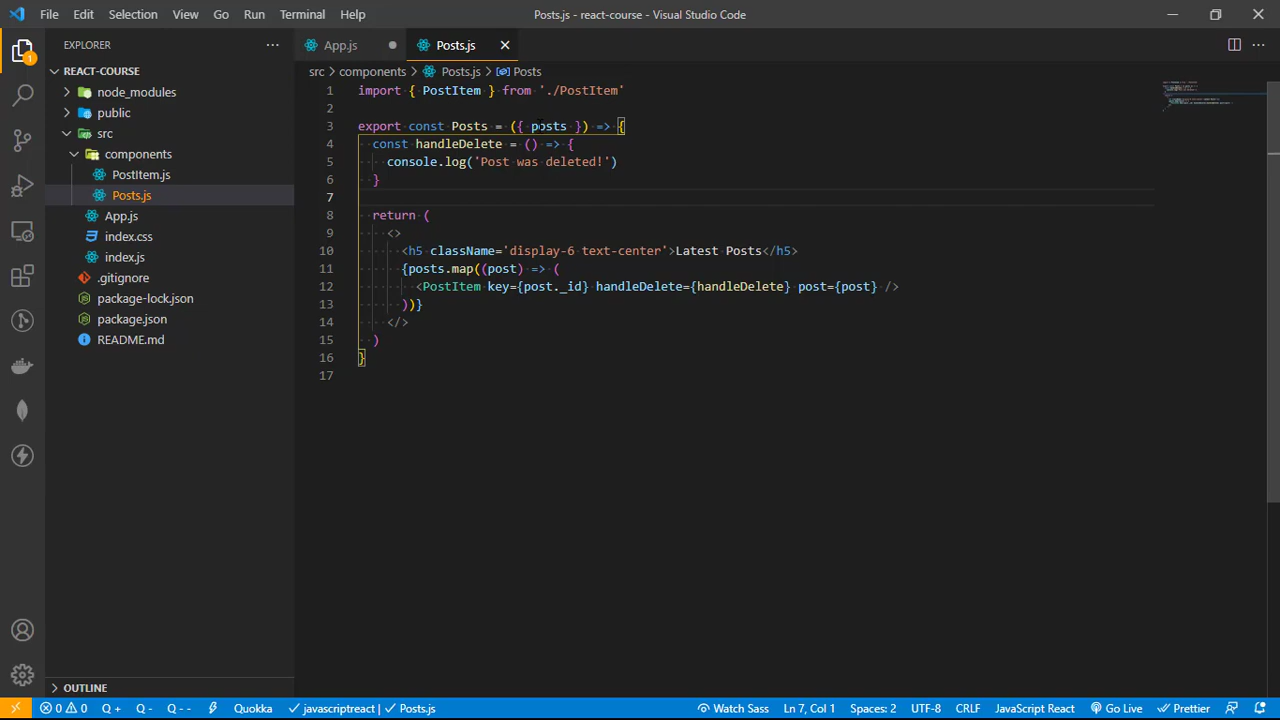 File Edit Selection View Go Run Terminal Help
Posts.js - react-course - Visual Studio Code
EXPLORER
1
REACT-COURSE
node_modules
public
src
components
PostItem.js
Posts.js
App.js
index.css
index.js
.gitignore
package-lock.json
package.json
README.md
OUTLINE
App.js
Posts.js
src > components > Posts.js > Posts
1 import { PostItem } from './PostItem'
2
3 export const Posts = ({ posts }) => {
4 const handleDelete = () => {
5 console.log('Post was deleted!')
6 }
7
8 return (
9 <>
10 <h5 className='display-6 text-center'>Latest Posts</h5>
11 {posts.map((post) => (
12 <PostItem key={post._id} handleDelete={handleDelete} post={post} />
13 ))}
14 </>
15 )
16 }
17
0 0 Q + Q - Q - - Quokka javascriptreact | Posts.js Watch Sass Ln 7, Col 1 Spaces: 2 UTF-8 CRLF JavaScript React Go Live Prettier